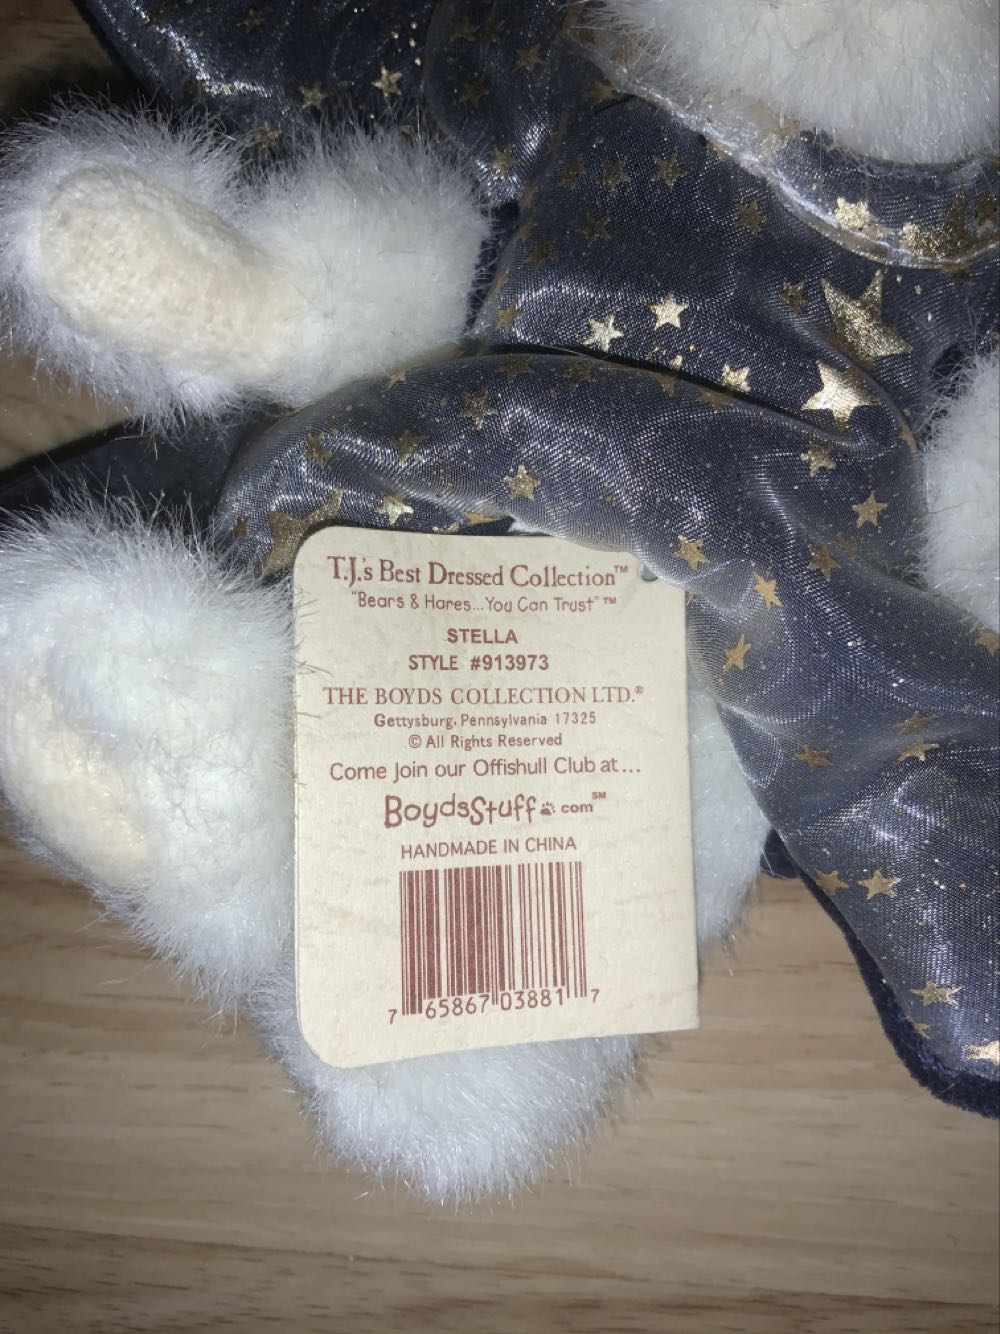 T.J.'s Best Dressed Collection™
"Bears & Hares...You Can Trust"™
STELLA
STYLE #913973
THE BOYDS COLLECTION LTD.®
Gettysburg, Pennsylvania 17325
© All Rights Reserved
Come Join our Offishull Club at...
BoydsStuff.com℠
HANDMADE IN CHINA
7 65867 03881 7